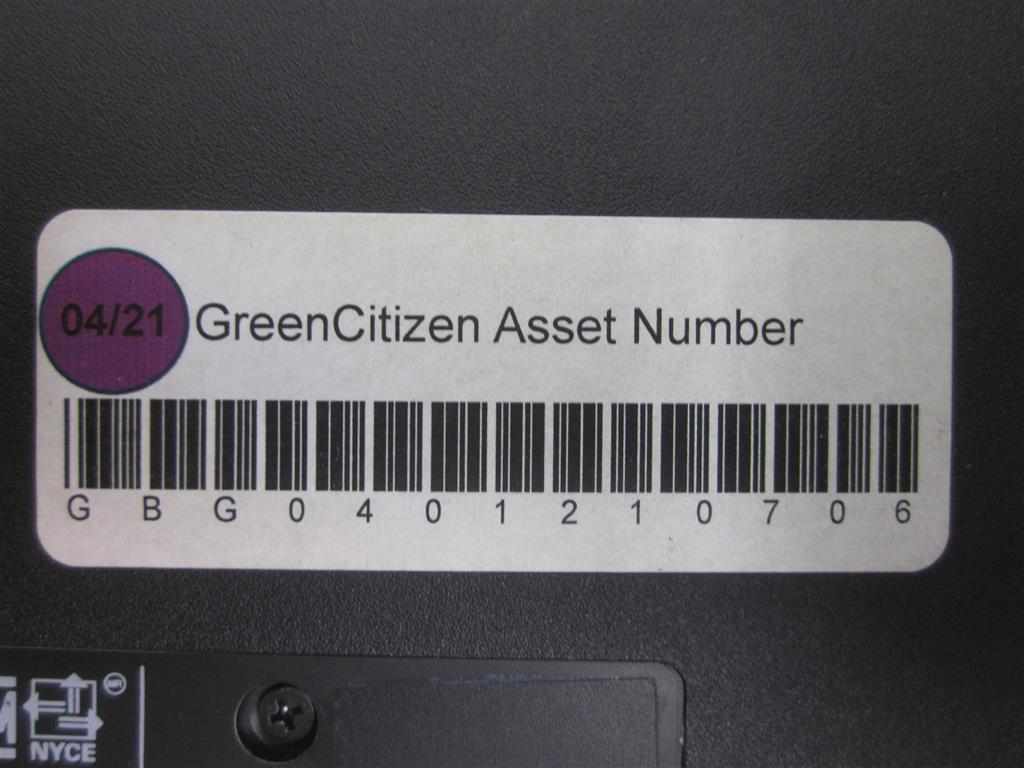 04/21 GreenCitizen Asset Number
GBG0401210706
NYCE